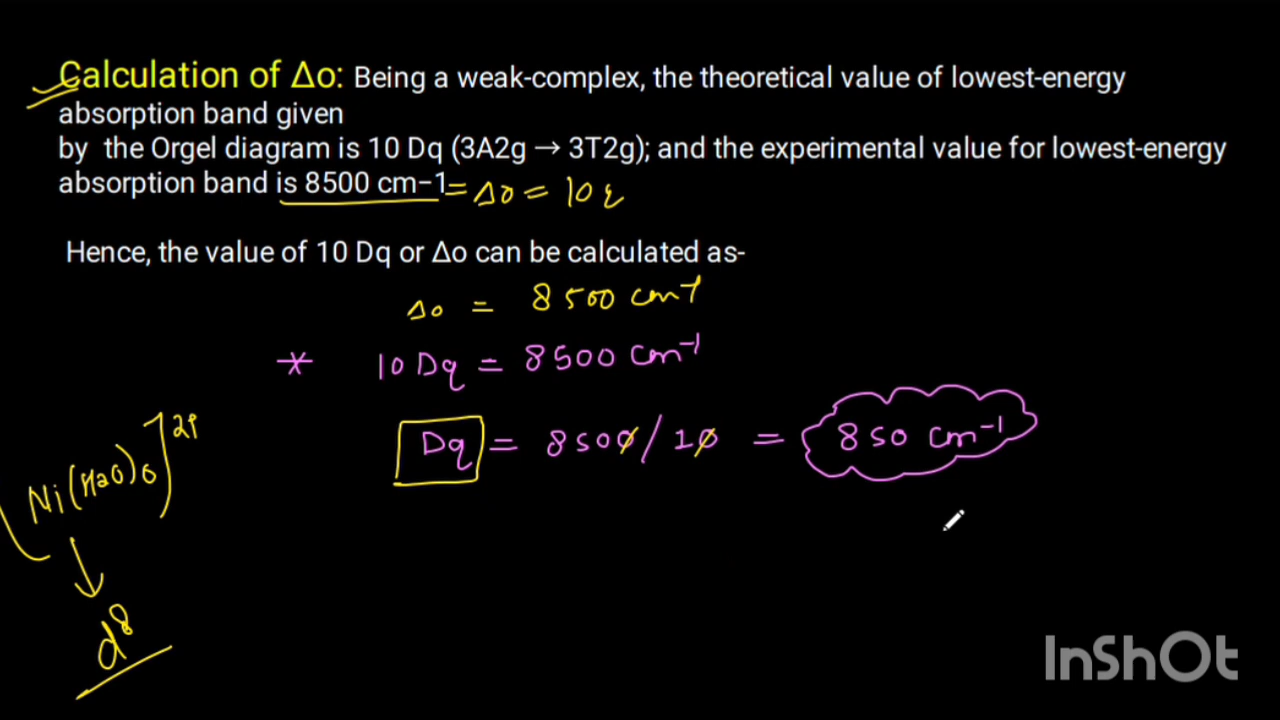 Calculation of Δo: Being a weak-complex, the theoretical value of lowest-energy
absorption band given
by the Orgel diagram is 10 Dq (3A2g → 3T2g); and the experimental value for lowest-energy
absorption band is 8500 cm−1 = Δo = 10 q
Hence, the value of 10 Dq or Δo can be calculated as-
Δo = 8500 cm-1
* 10 Dq = 8500 cm-1
Dq = 8500/10 = 850 cm-1
[Ni(H2O)6]2+
d8
InShOt